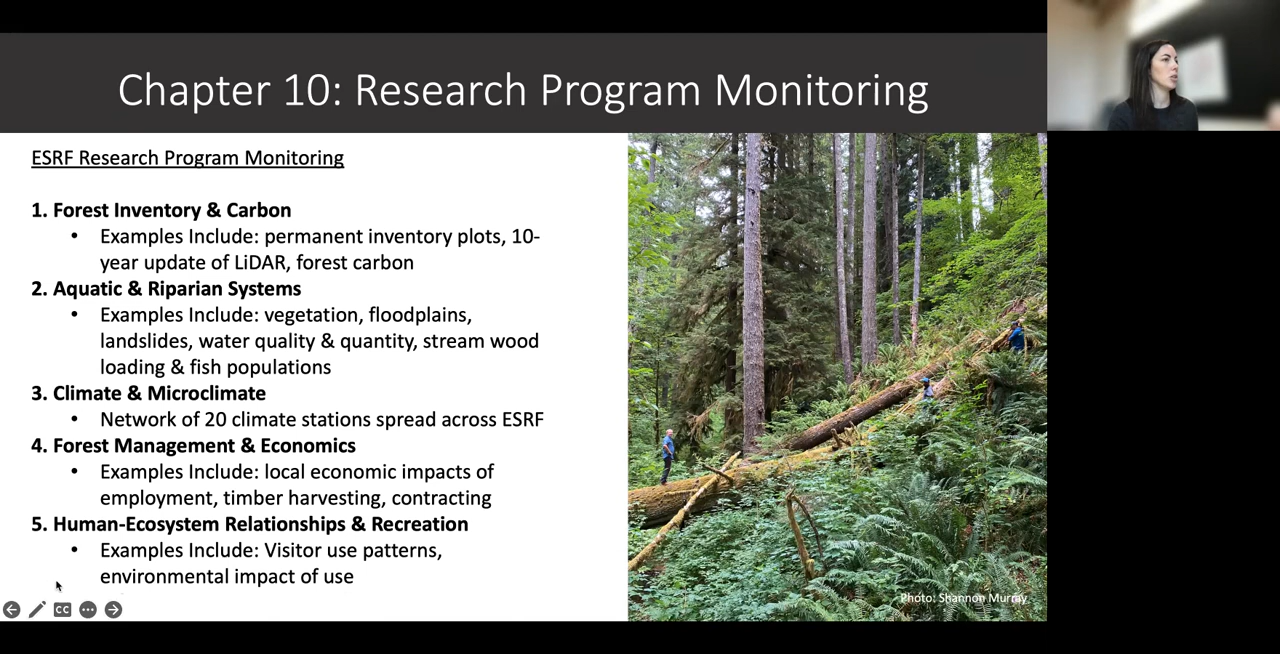 Chapter 10: Research Program Monitoring
ESRF Research Program Monitoring
1. Forest Inventory & Carbon
• Examples Include: permanent inventory plots, 10-
year update of LiDAR, forest carbon
2. Aquatic & Riparian Systems
• Examples Include: vegetation, floodplains,
landslides, water quality & quantity, stream wood
loading & fish populations
3. Climate & Microclimate
• Network of 20 climate stations spread across ESRF
4. Forest Management & Economics
• Examples Include: local economic impacts of
employment, timber harvesting, contracting
5. Human-Ecosystem Relationships & Recreation
• Examples Include: Visitor use patterns,
environmental impact of use
Photo: Shannon Murray
CC